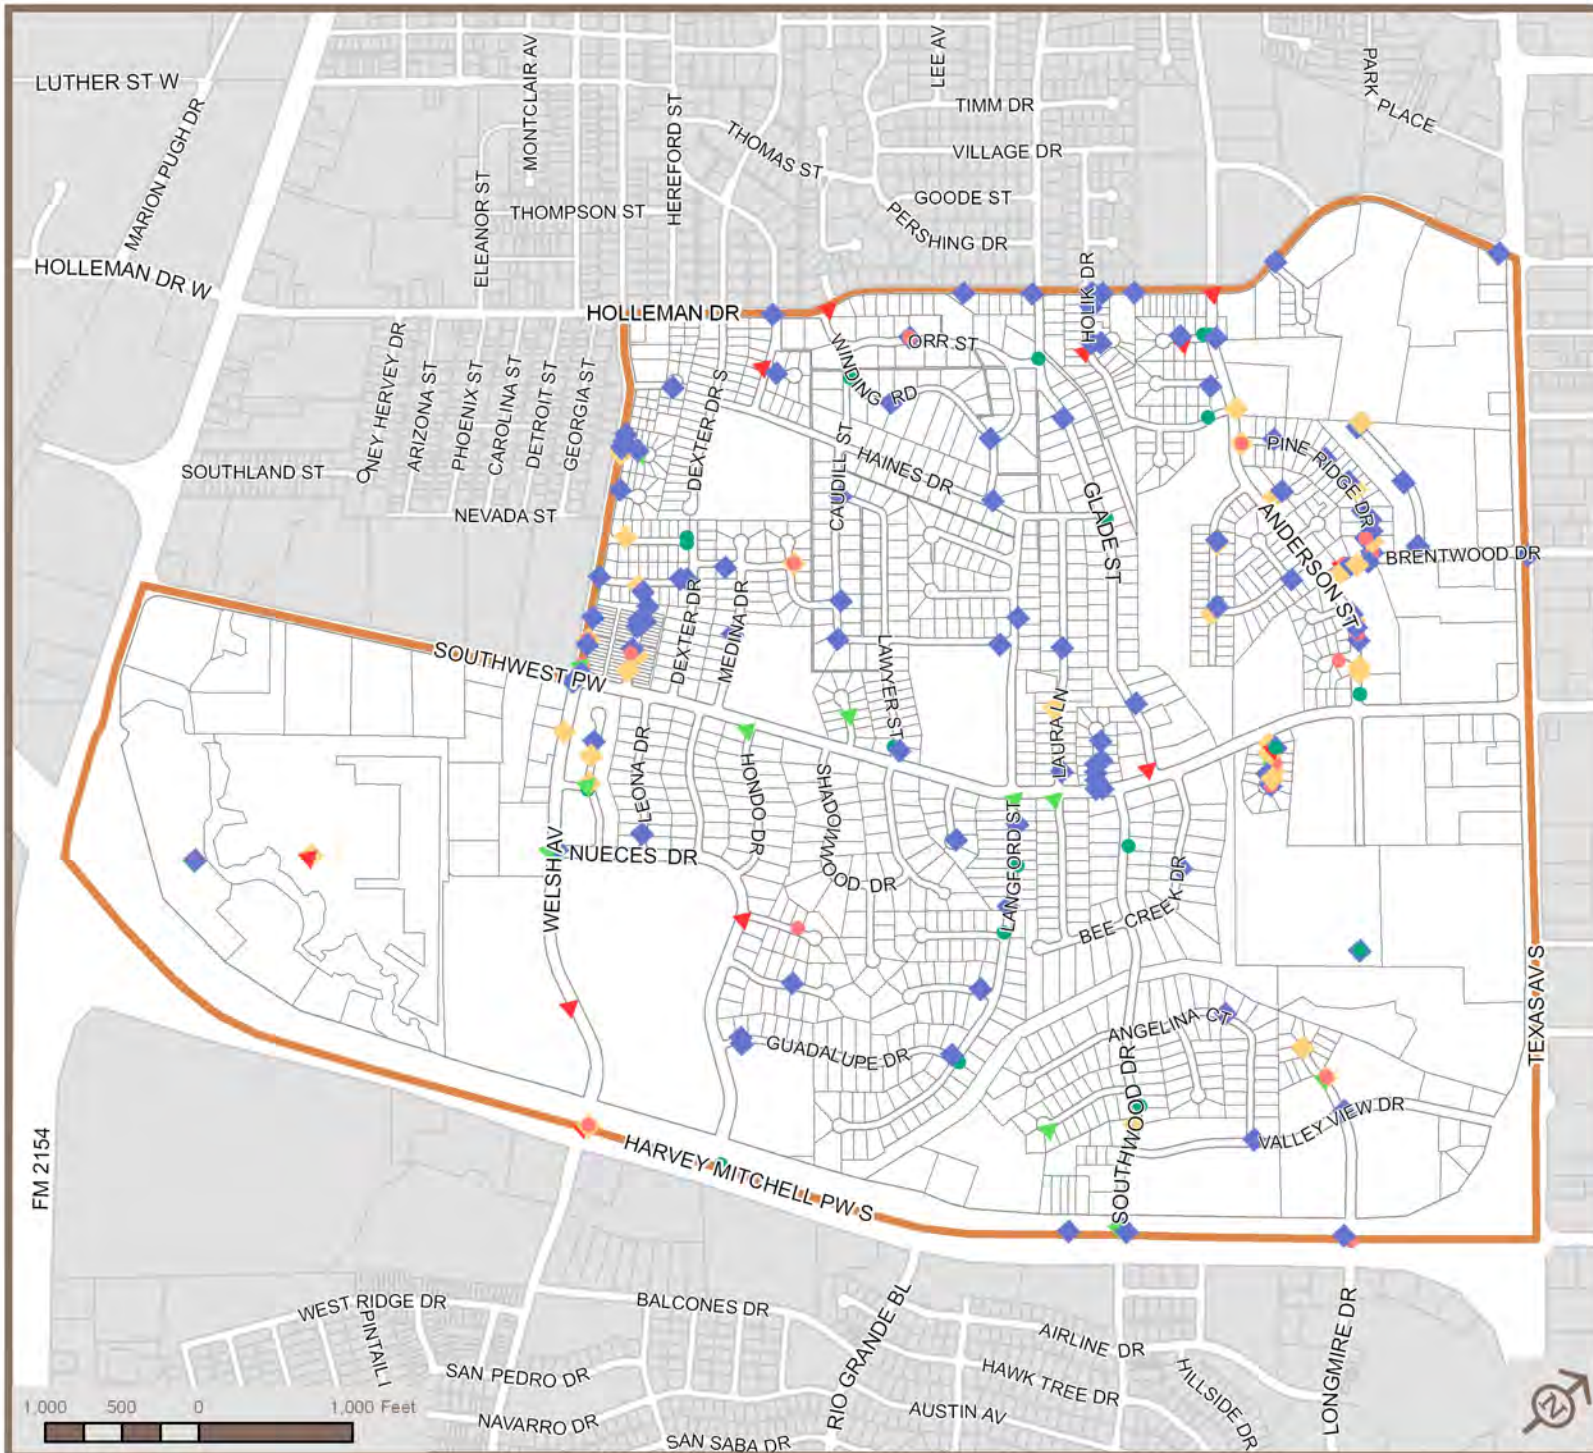 LUTHER ST W
MARION PUGH DR
MONTCLAIR AV
HEREFORD ST
LEE AV
PARK PLACE
TIMM DR
THOMAS ST
VILLAGE DR
ELEANOR ST
THOMPSON ST
GOODE ST
PERSHING DR
HOLLEMAN DR W
HOLLEMAN DR
HOLIK DR
ORR ST
WINDING RD
ONEY HERVEY DR
ARIZONA ST
PHOENIX ST
CAROLINA ST
DETROIT ST
GEORGIA ST
DEXTER DR S
HAINES DR
CAUDILL ST
PINE RIDGE DR
SOUTHLAND ST
NEVADA ST
GLADE ST
ANDERSON ST
BRENTWOOD DR
DEXTER DR
MEDINA DR
SOUTHWEST PW
LAWYER ST
LAURA LN
LEONA DR
HONDO DR
SHADOWWOOD DR
LANGFORD ST
WELSH AV
NUECES DR
BEE CREEK DR
TEXAS AV S
GUADALUPE DR
ANGELINA CT
SOUTHWOOD DR
VALLEY VIEW DR
FM 2154
HARVEY MITCHELL PW S
WEST RIDGE DR
PINTAIL
BALCONES DR
RIO GRANDE BL
AIRLINE DR
SAN PEDRO DR
HAWK TREE DR
HILLSIDE DR
LONGMIRE DR
NAVARRO DR
AUSTIN AV
SAN SABA DR
1,000 500 0 1,000 Feet
N